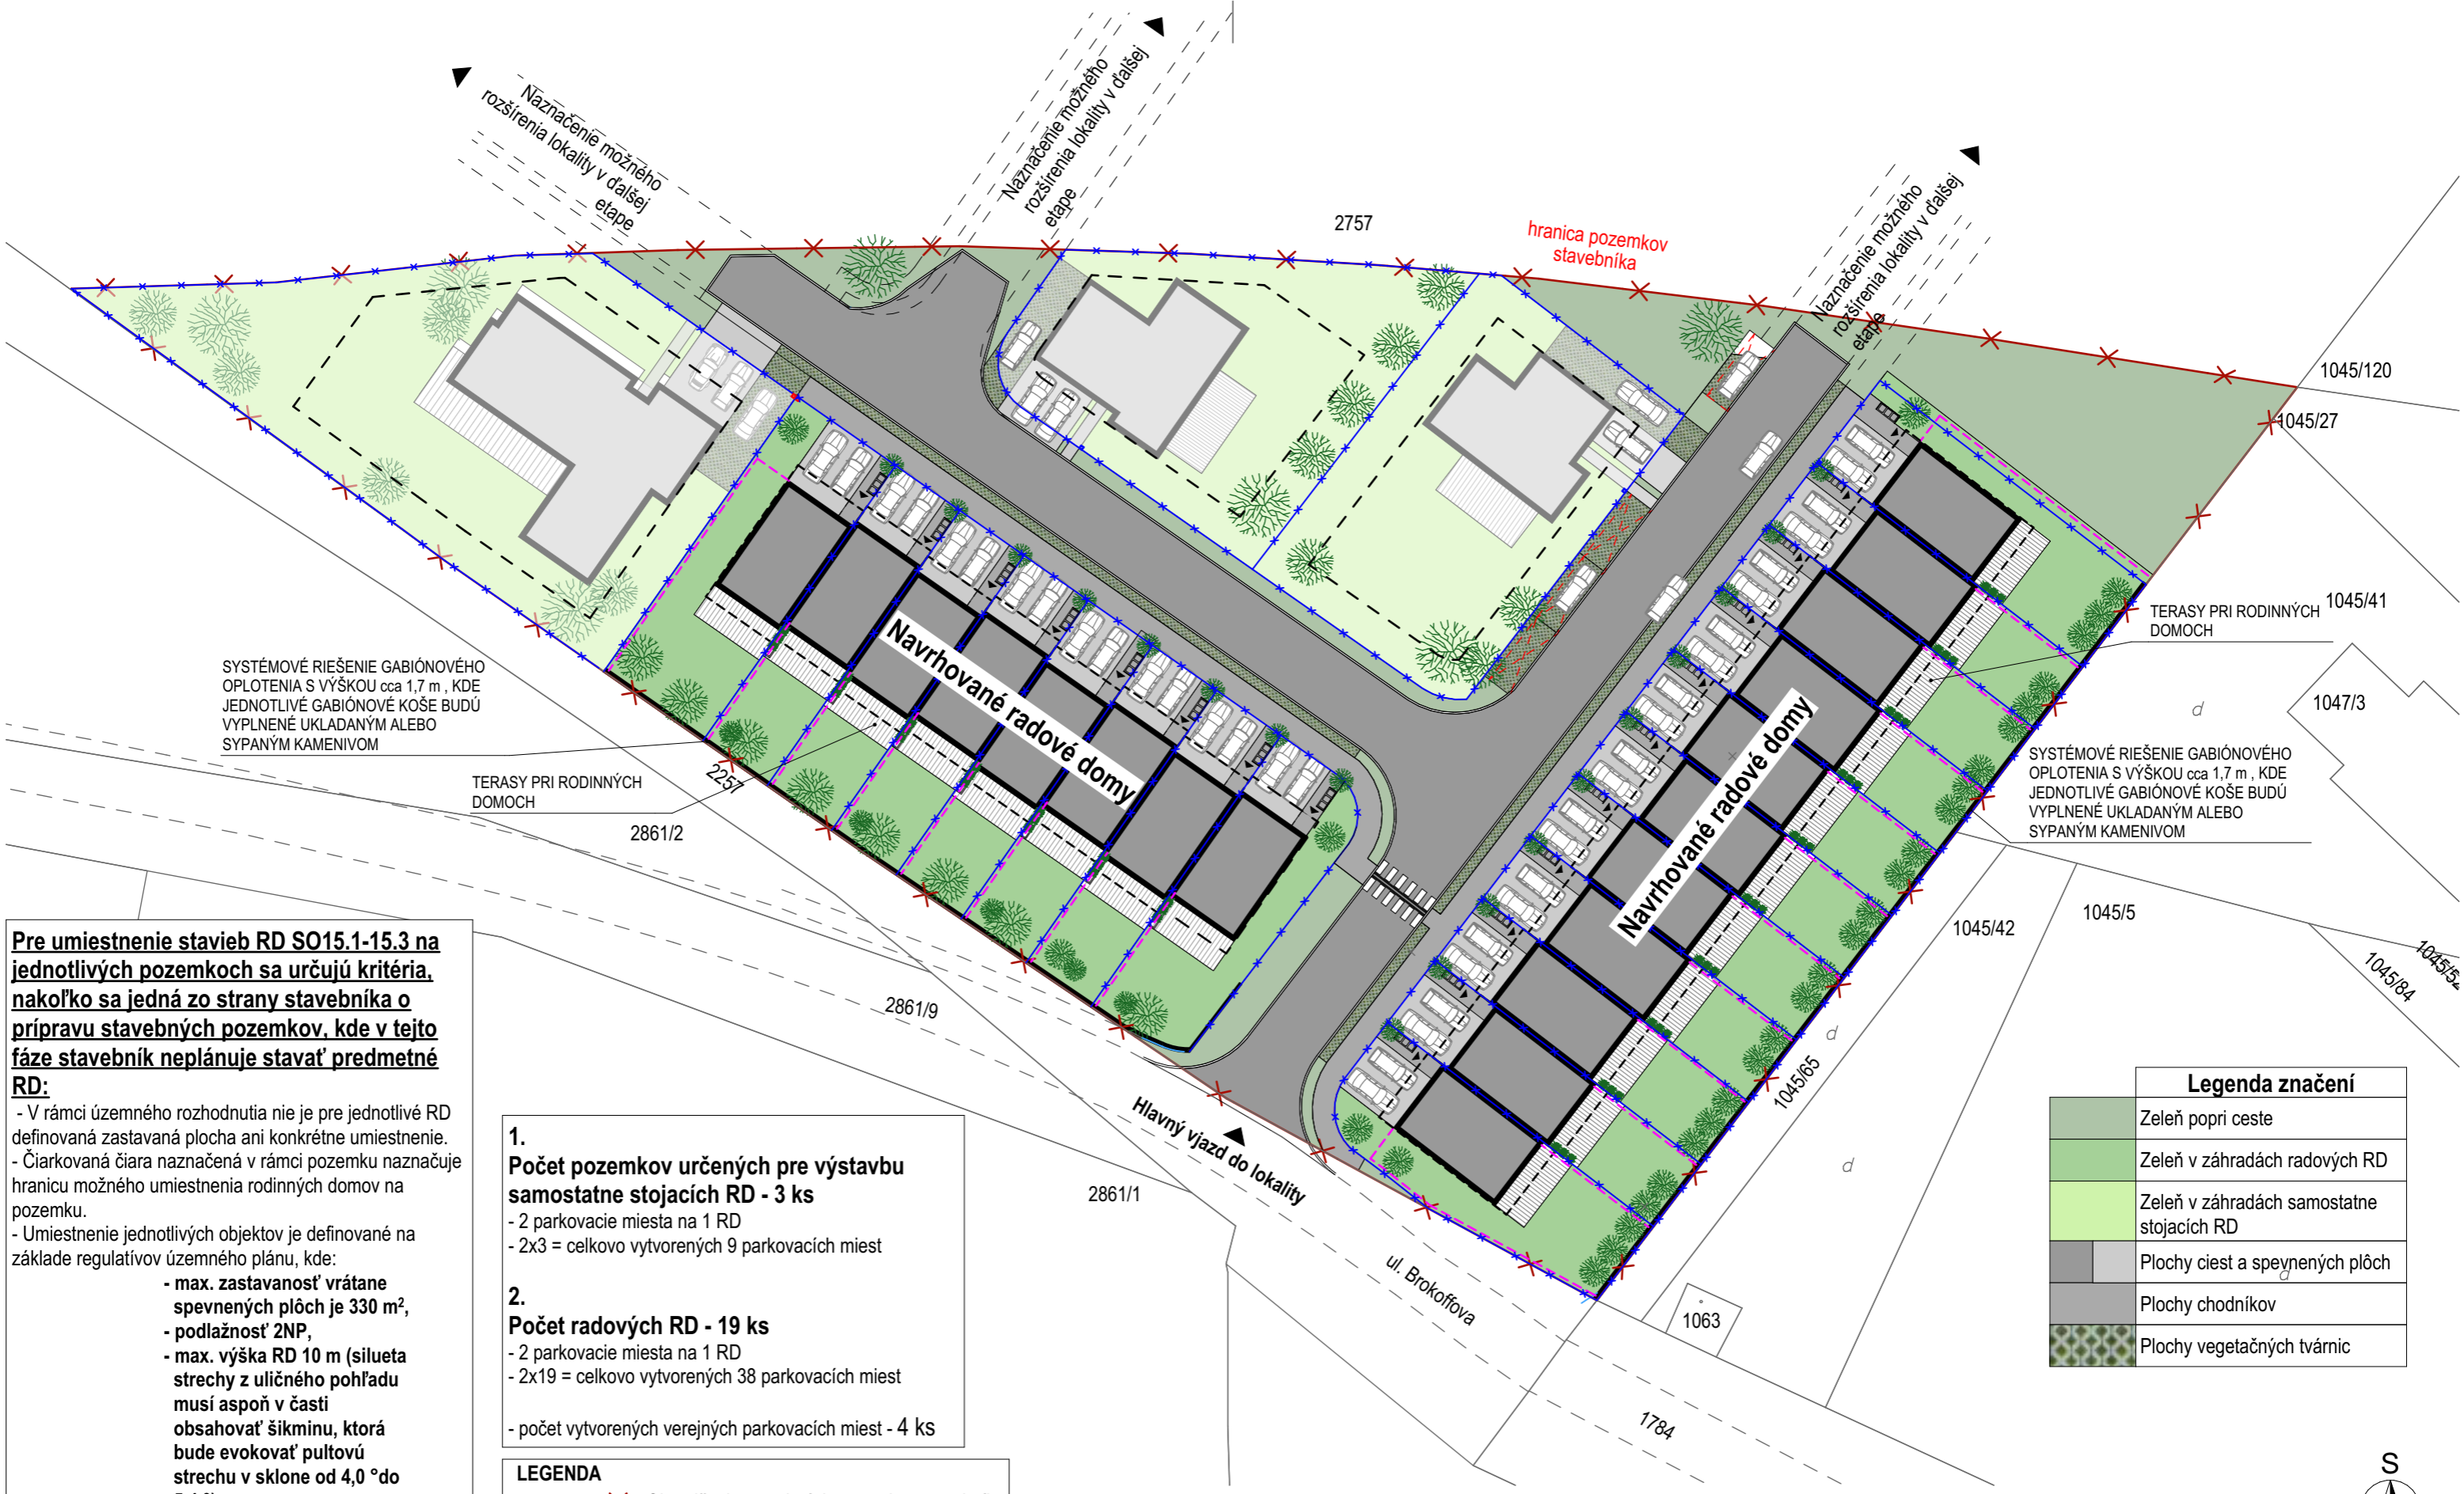 Naznačenie možného
rozšírenia lokality v ďalšej
etape
Naznačenie možného
rozšírenia lokality v ďalšej
etape
Naznačenie možného
rozšírenia lokality v ďalšej
etape
2757
hranica pozemkov
stavebníka
1045/120
1045/27
1045/41
TERASY PRI RODINNÝCH
DOMOCH
1047/3
d
SYSTÉMOVÉ RIEŠENIE GABIÓNOVÉHO
OPLOTENIA S VÝŠKOU cca 1,7 m , KDE
JEDNOTLIVÉ GABIÓNOVÉ KOŠE BUDÚ
VYPLNENÉ UKLADANÝM ALEBO
SYPANÝM KAMENIVOM
SYSTÉMOVÉ RIEŠENIE GABIÓNOVÉHO
OPLOTENIA S VÝŠKOU cca 1,7 m , KDE
JEDNOTLIVÉ GABIÓNOVÉ KOŠE BUDÚ
VYPLNENÉ UKLADANÝM ALEBO
SYPANÝM KAMENIVOM
TERASY PRI RODINNÝCH
DOMOCH
Navrhované radové domy
Navrhované radové domy
2257
2861/2
2861/9
2861/1
1045/42
1045/5
1045/84
1045/65
d
d
Hlavný vjazd do lokality
ul. Brokoffova
1063
1784
Pre umiestnenie stavieb RD SO15.1-15.3 na
jednotlivých pozemkoch sa určujú kritéria,
nakoľko sa jedná zo strany stavebníka o
prípravu stavebných pozemkov, kde v tejto
fáze stavebník neplánuje stavať predmetné
RD:
- V rámci územného rozhodnutia nie je pre jednotlivé RD
definovaná zastavaná plocha ani konkrétne umiestnenie.
- Čiarkovaná čiara naznačená v rámci pozemku naznačuje
hranicu možného umiestnenia rodinných domov na
pozemku.
- Umiestnenie jednotlivých objektov je definované na
základe regulatívov územného plánu, kde:
- max. zastavanosť vrátane
spevnených plôch je 330 m²,
- podlažnosť 2NP,
- max. výška RD 10 m (silueta
strechy z uličného pohľadu
musí aspoň v časti
obsahovať šikminu, ktorá
bude evokovať pultovú
strechu v sklone od 4,0 °do
1.
Počet pozemkov určených pre výstavbu
samostatne stojacích RD - 3 ks
- 2 parkovacie miesta na 1 RD
- 2x3 = celkovo vytvorených 9 parkovacích miest
2.
Počet radových RD - 19 ks
- 2 parkovacie miesta na 1 RD
- 2x19 = celkovo vytvorených 38 parkovacích miest
- počet vytvorených verejných parkovacích miest - 4 ks
LEGENDA
Legenda značení
Zeleň popri ceste
Zeleň v záhradách radových RD
Zeleň v záhradách samostatne
stojacích RD
Plochy ciest a spevnených plôch
d
Plochy chodníkov
Plochy vegetačných tvárnic
S